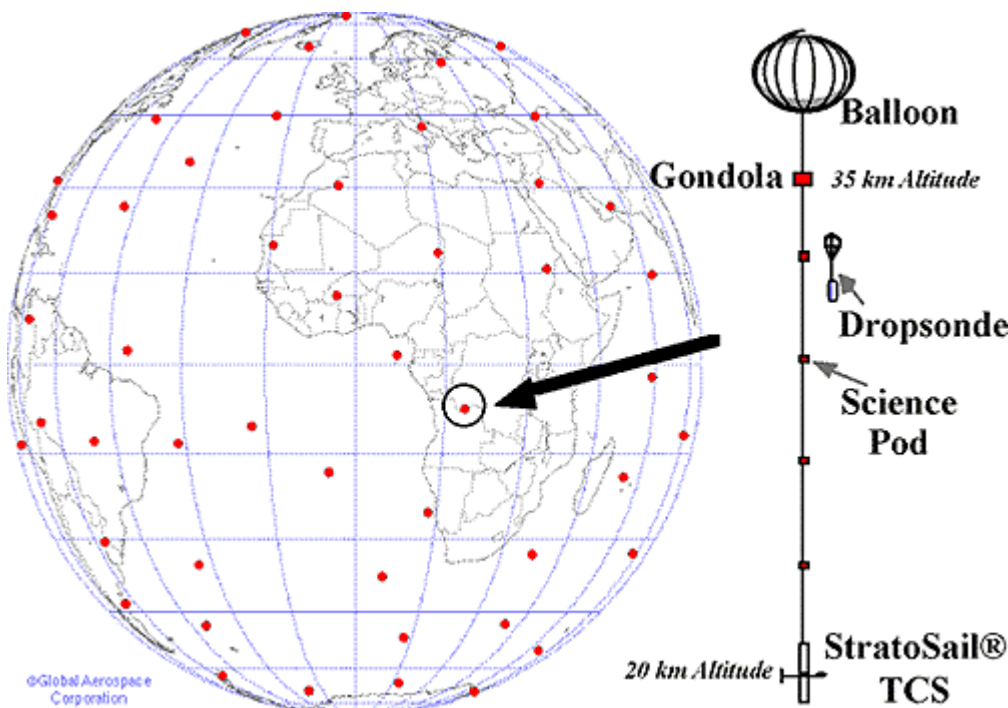 Balloon
Gondola
35 km Altitude
Dropsonde
Science
Pod
StratoSail®
20 km Altitude
TCS
©Global Aerospace
Corporation